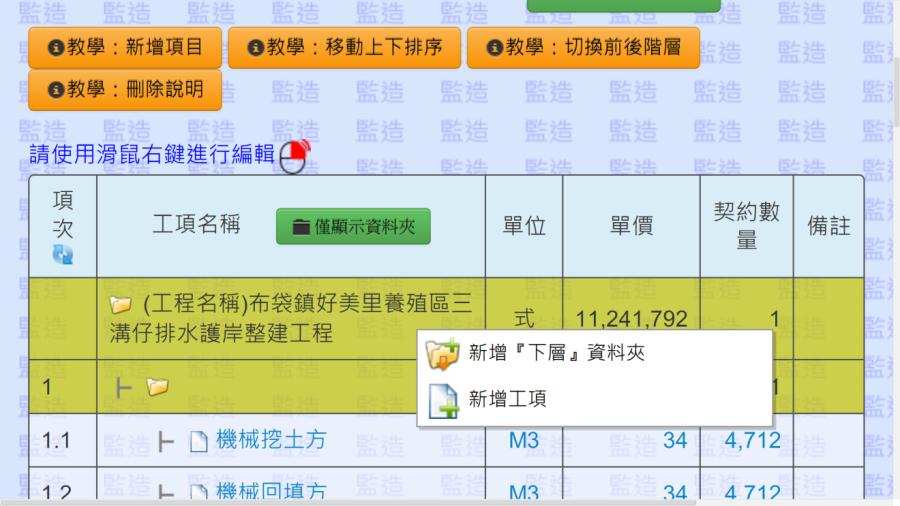 教學：新增項目 教學：移動上下排序 教學：切換前後階層
教學：刪除說明
請使用滑鼠右鍵進行編輯
項次 工項名稱 僅顯示資料夾 單位 單價 契約數量 備註
(工程名稱)布袋鎮好美里養殖區三 式 11,241,792 1
溝仔排水護岸整建工程
新增『下層』資料夾
1 1
新增工項
1.1 機械挖土方 M3 34 4,712
1.2 機械回填方 M3 34 4,712
監造